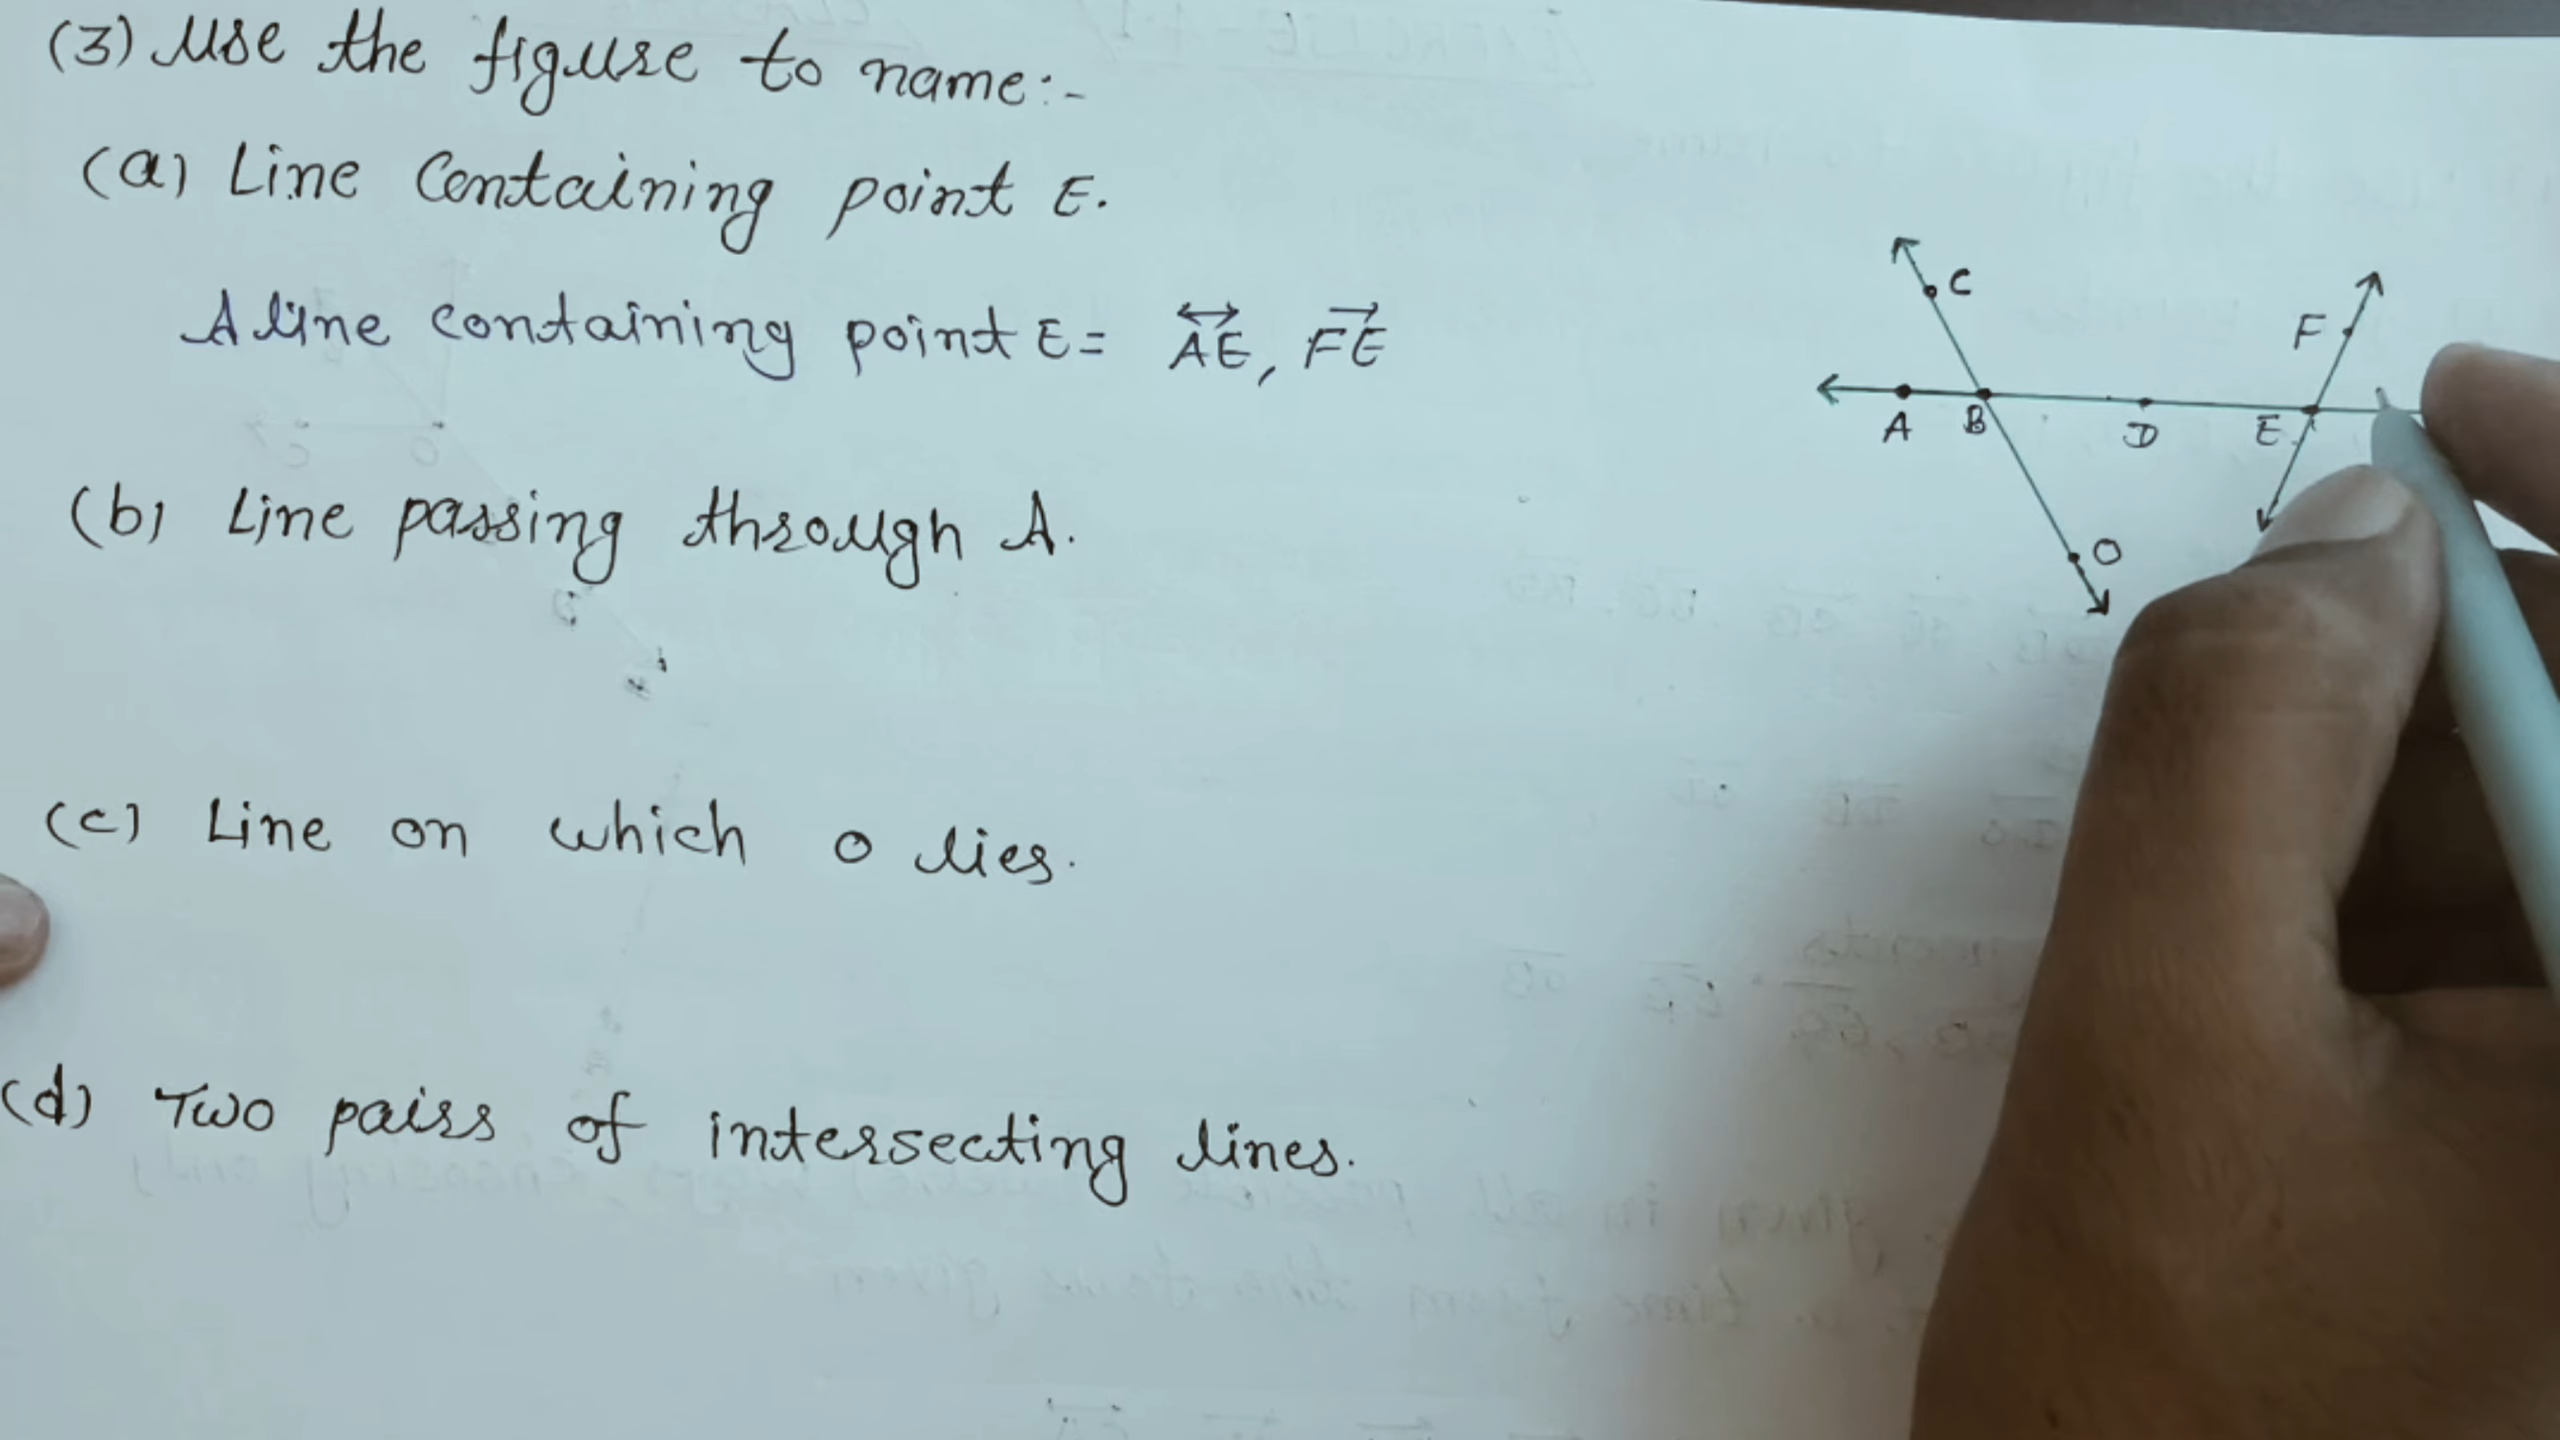 (3) Use the figure to name:-
(a) Line Containing point E.
A line containing point E = AE, FE
(b) Line passing through A.
(c) Line on which O lies.
(d) Two pairs of intersecting lines.
C
F
A B D E
O